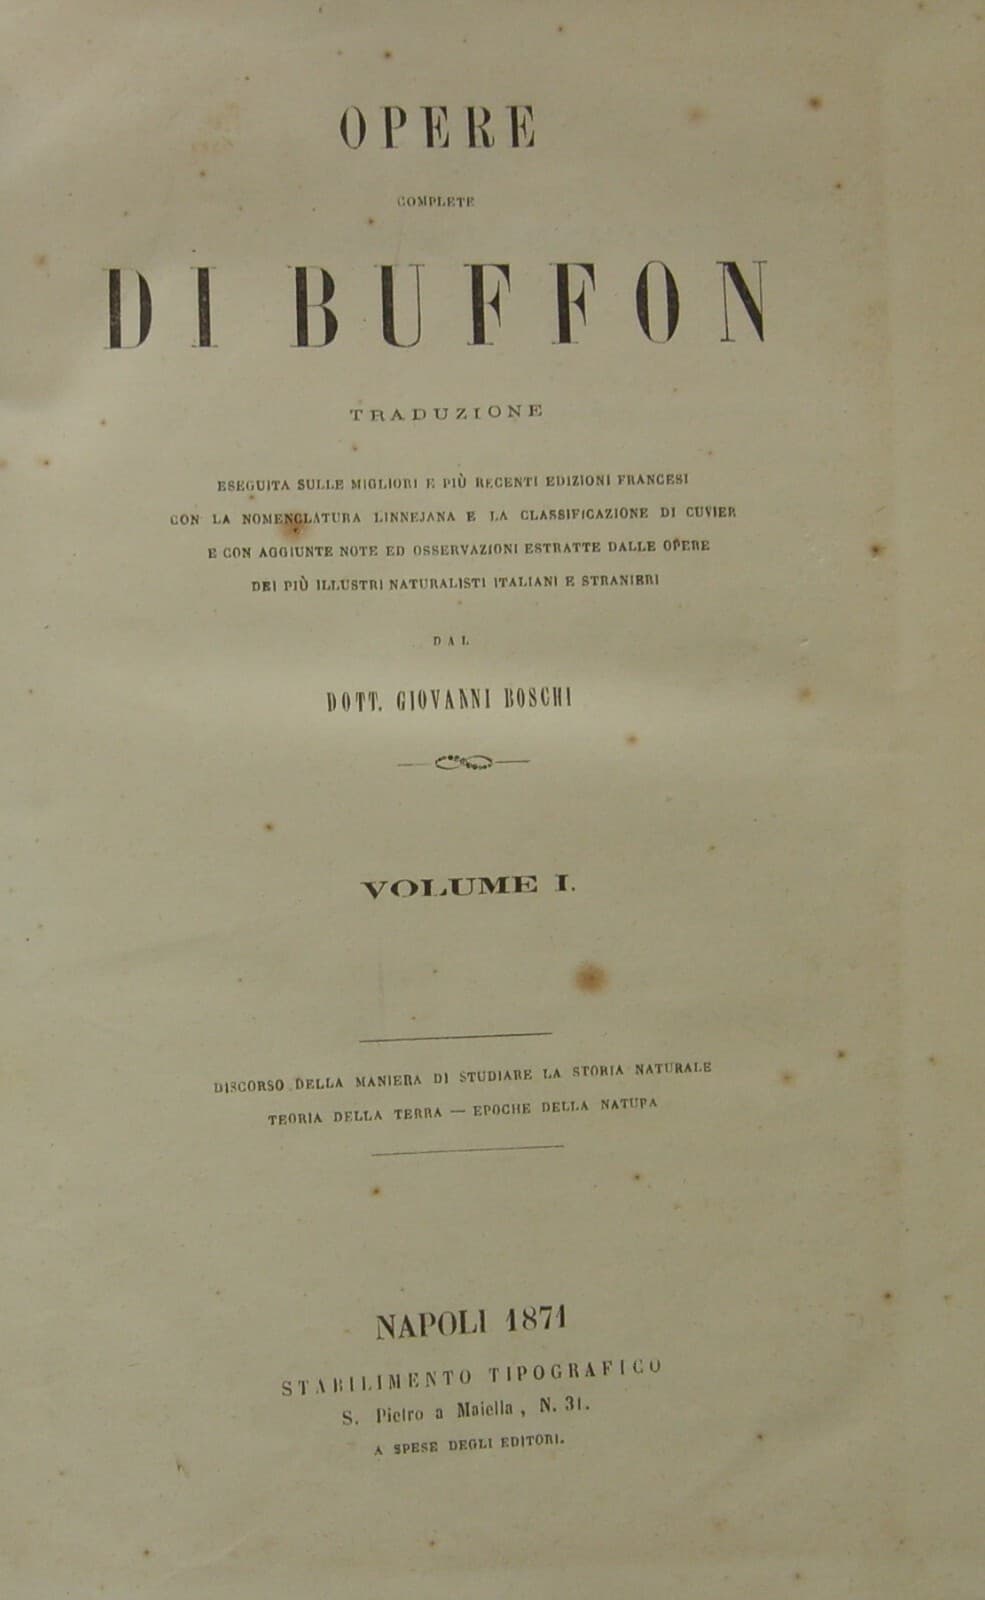 OPERE
COMPLETE
DI BUFFON
TRADUZIONE
ESEGUITA SULLE MIGLIORI E PIÙ RECENTI EDIZIONI FRANCESI
CON LA NOMENCLATURA LINNEJANA E LA CLASSIFICAZIONE DI CUVIER
E CON AGGIUNTE NOTE ED OSSERVAZIONI ESTRATTE DALLE OPERE
DEI PIÙ ILLUSTRI NATURALISTI ITALIANI E STRANIERI
DAL
DOTT. GIOVANNI BOSCHI
VOLUME I.
DISCORSO DELLA MANIERA DI STUDIARE LA STORIA NATURALE
TEORIA DELLA TERRA — EPOCHE DELLA NATUPA
NAPOLI 1871
STABILIMENTO TIPOGRAFICO
S. Pietro a Maiella, N. 31.
A SPESE DEGLI EDITORI.